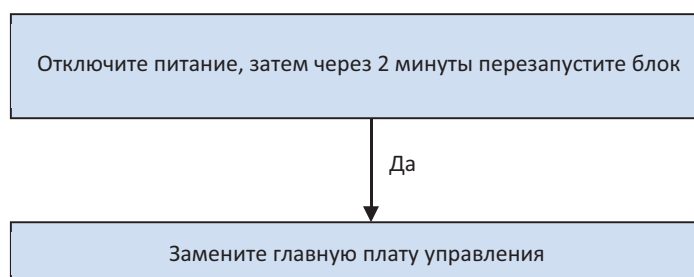 Отключите питание, затем через 2 минуты перезапустите блок
Да
Замените главную плату управления